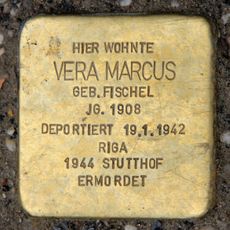 HIER WOHNTE
VERA MARCUS
GEB. FISCHEL
JG. 1908
DEPORTIERT 19.1.1942
RIGA
1944 STUTTHOF
ERMORDET